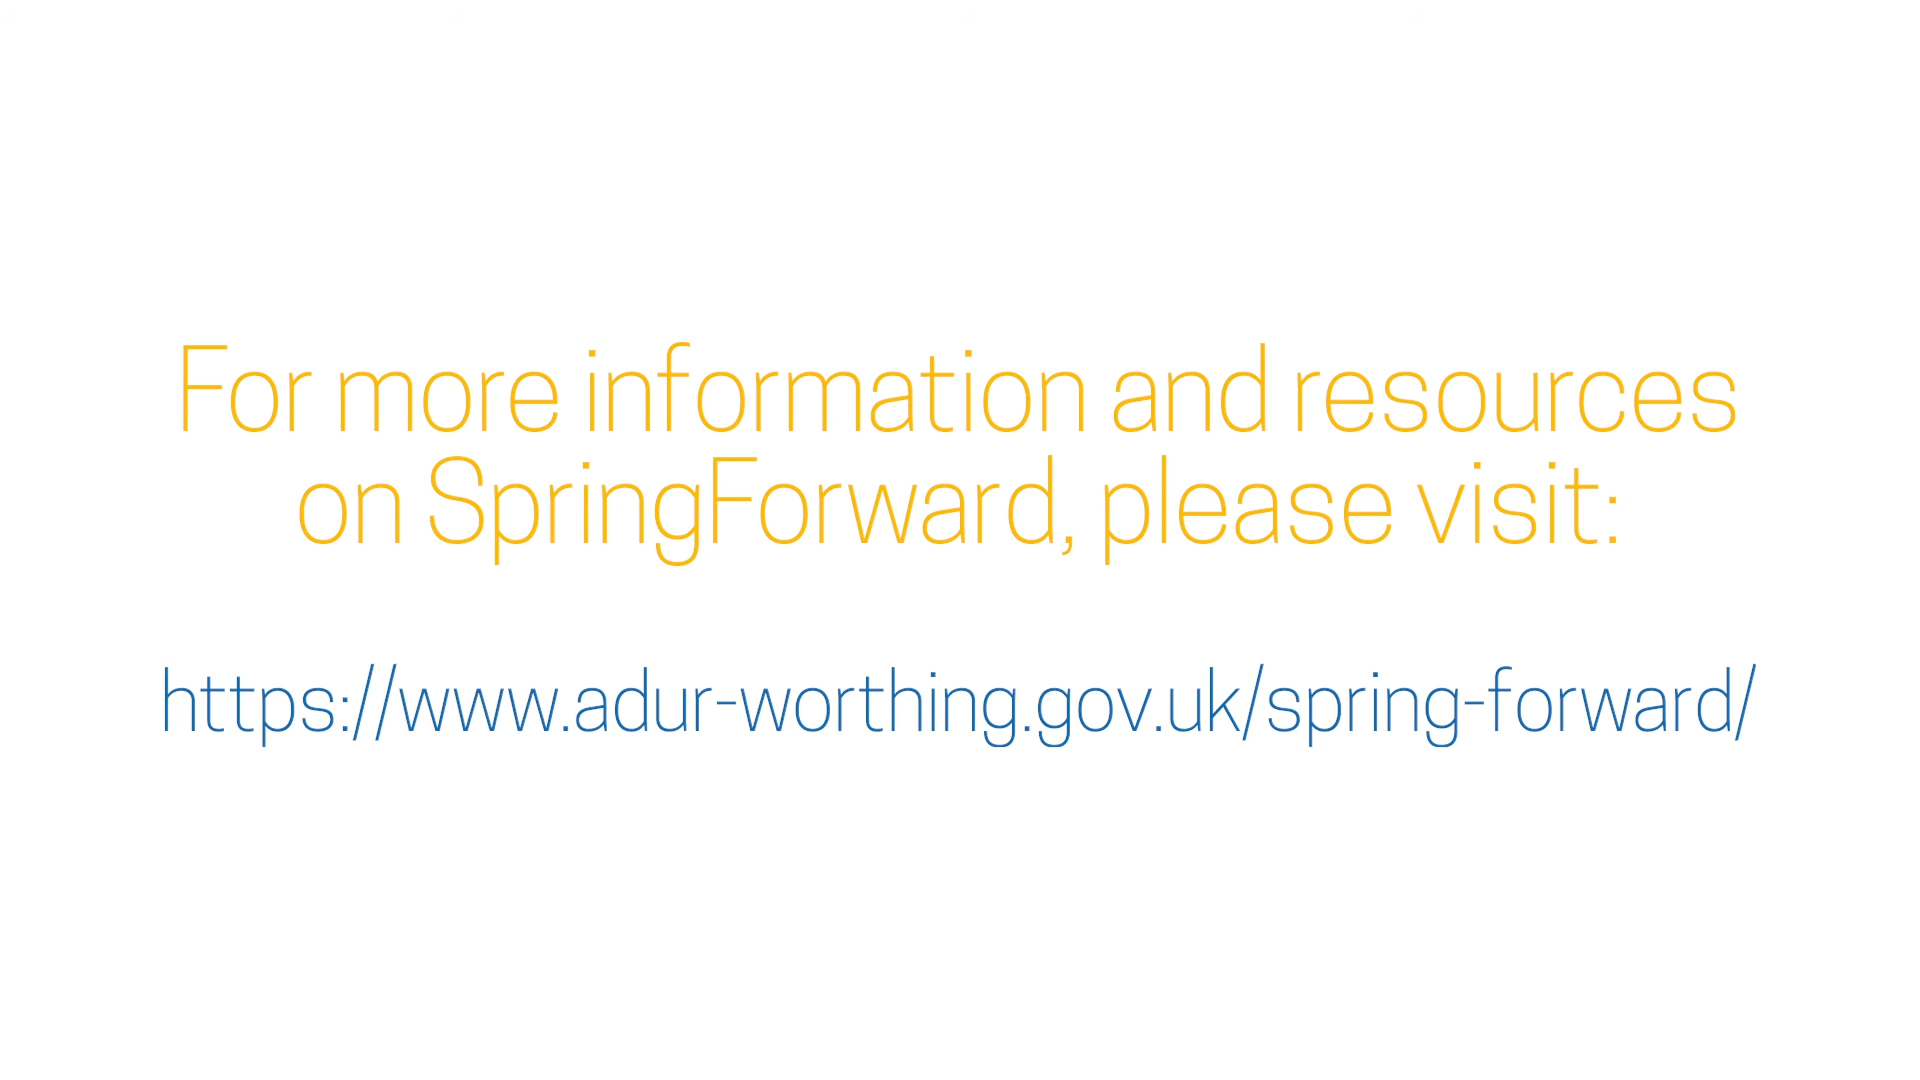 For more information and resources
on SpringForward, please visit:
https://www.adur-worthing.gov.uk/spring-forward/